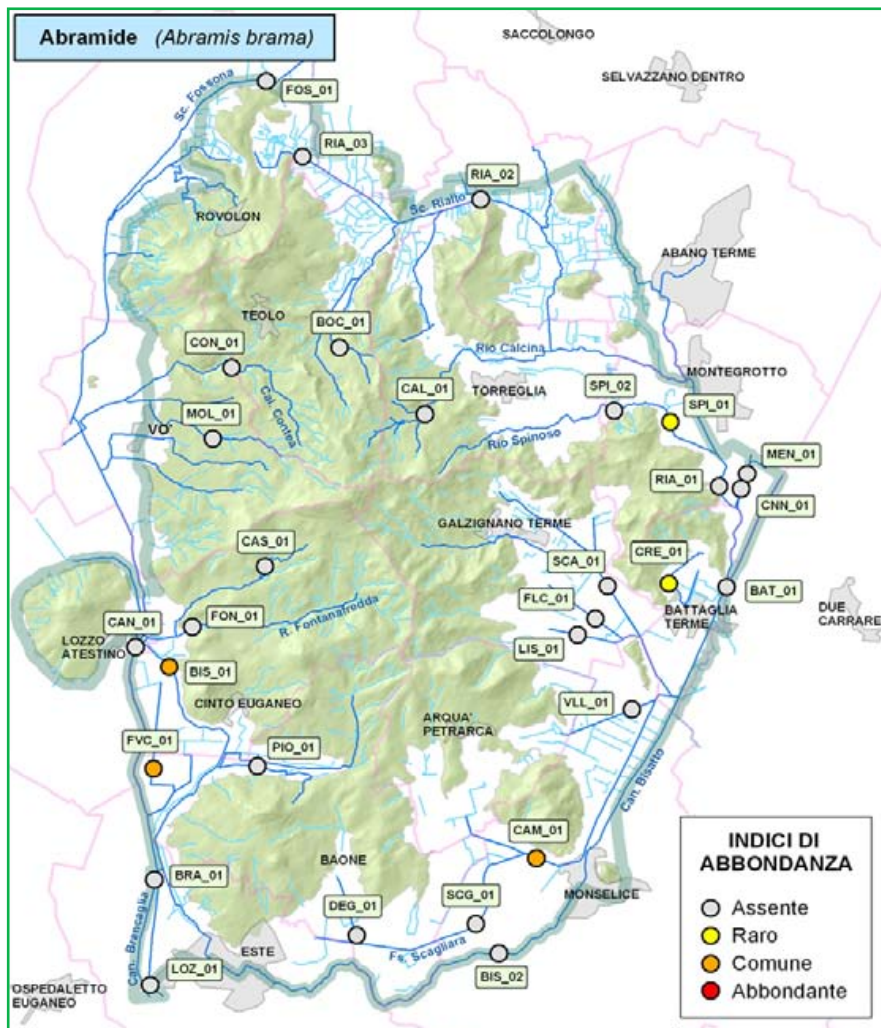 Abramide (Abramis brama)
SACCOLONGO
SELVAZZANO DENTRO
Sc. Fossona
FOS_01
RIA_03
RIA_02
Sc. Rialto
ROVOLON
ABANO TERME
TEOLO
BOC_01
CON_01
Rio Calcina
MONTEGROTTO
CAL_01
TORREGLIA
SPI_02
SPI_01
Cal. Contea
MOL_01
VO'
Rio Spinoso
MEN_01
RIA_01
CNN_01
GALZIGNANO TERME
CAS_01
SCA_01
CRE_01
FLC_01
BAT_01
BATTAGLIA
TERME
DUE
CARRARE
CAN_01
FON_01
R. Fontanafredda
LOZZO
ATESTINO
LIS_01
BIS_01
CINTO EUGANEO
VLL_01
ARQUA'
PETRARCA
FVC_01
PIO_01
Can. Bisatto
CAM_01
BAONE
BRA_01
MONSELICE
DEG_01
SCG_01
Can. Brancaglia
Fs. Scagliara
ESTE
LOZ_01
BIS_02
OSPEDALETTO
EUGANEO
INDICI DI
ABBONDANZA
Assente
Raro
Comune
Abbondante